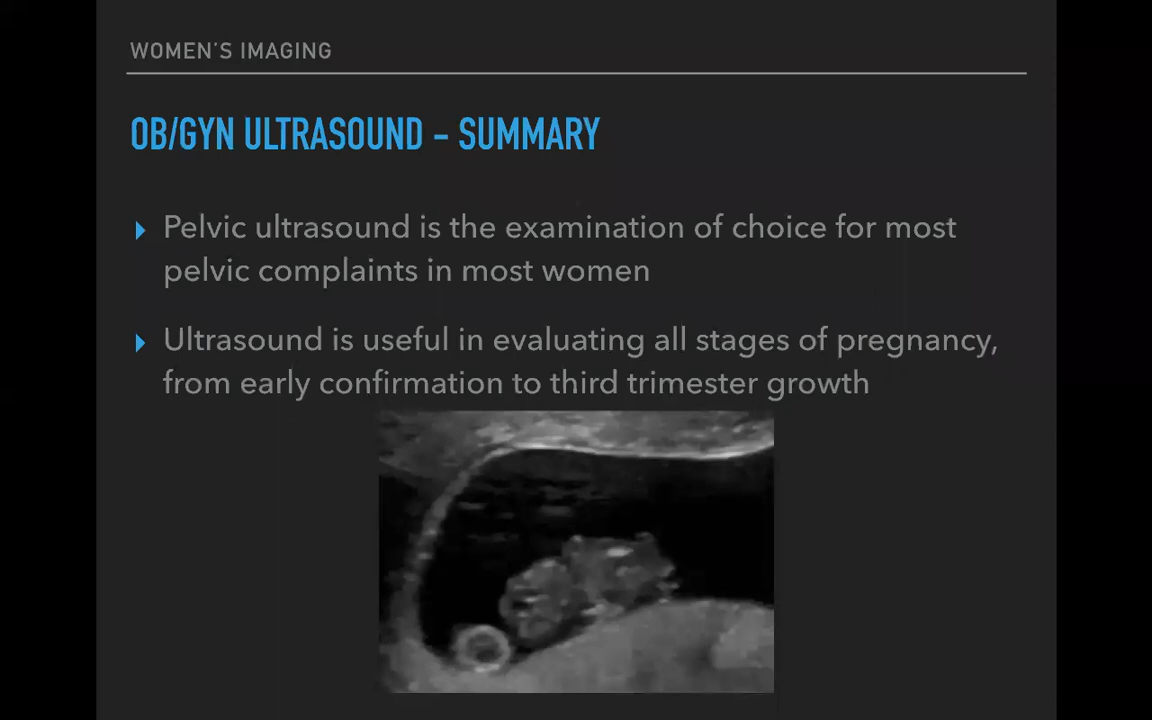 WOMEN'S IMAGING
OB/GYN ULTRASOUND – SUMMARY
Pelvic ultrasound is the examination of choice for most
pelvic complaints in most women
Ultrasound is useful in evaluating all stages of pregnancy,
from early confirmation to third trimester growth